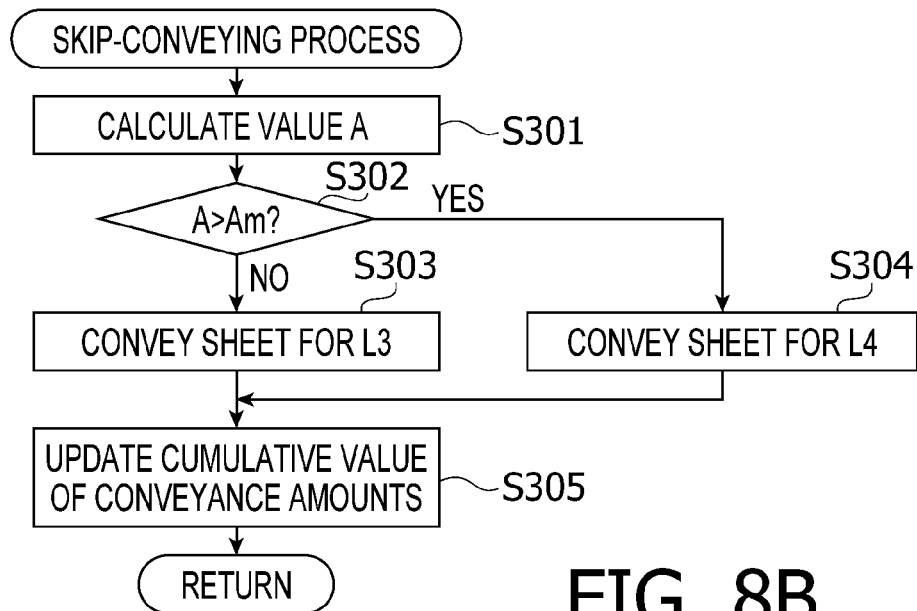 SKIP-CONVEYING PROCESS
CALCULATE VALUE A
S301
A>Am?
S302
YES
NO
CONVEY SHEET FOR L3
S303
CONVEY SHEET FOR L4
S304
UPDATE CUMULATIVE VALUE
OF CONVEYANCE AMOUNTS
S305
RETURN
FIG. 8B